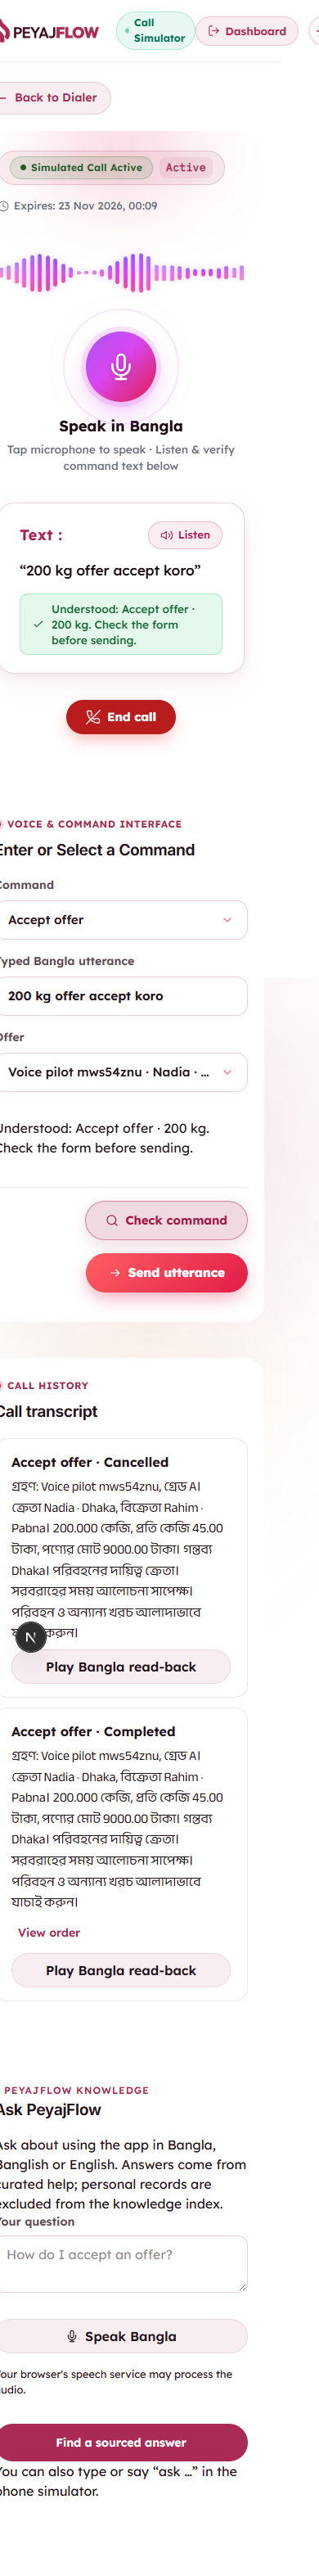 PEYAJFLOW
Call
Simulator
Dashboard
← Back to Dialer
Simulated Call Active
Active
Expires: 23 Nov 2026, 00:09
Speak in Bangla
Tap microphone to speak · Listen & verify
command text below
Text :
Listen
“200 kg offer accept koro”
Understood: Accept offer ·
200 kg. Check the form
before sending.
End call
VOICE & COMMAND INTERFACE
Enter or Select a Command
Command
Accept offer
Typed Bangla utterance
200 kg offer accept koro
Offer
Voice pilot mws54znu · Nadia · ...
Understood: Accept offer · 200 kg.
Check the form before sending.
Check command
→ Send utterance
CALL HISTORY
Call transcript
Accept offer · Cancelled
গ্রহণ: Voice pilot mws54znu, গ্রেড A।
ক্রেতা Nadia · Dhaka, বিক্রেতা Rahim ·
Pabna। 200.000 কেজি, প্রতি কেজি 45.00
টাকা, পণ্যের মোট 9000.00 টাকা। গন্তব্য
Dhaka। পরিবহনের দায়িত্ব ক্রেতা।
সরবরাহের সময় আলোচনা সাপেক্ষ।
পরিবহন ও অন্যান্য খরচ আলাদাভাবে
করুন।
N
Play Bangla read-back
Accept offer · Completed
গ্রহণ: Voice pilot mws54znu, গ্রেড A।
ক্রেতা Nadia · Dhaka, বিক্রেতা Rahim ·
Pabna। 200.000 কেজি, প্রতি কেজি 45.00
টাকা, পণ্যের মোট 9000.00 টাকা। গন্তব্য
Dhaka। পরিবহনের দায়িত্ব ক্রেতা।
সরবরাহের সময় আলোচনা সাপেক্ষ।
পরিবহন ও অন্যান্য খরচ আলাদাভাবে
যাচাই করুন।
View order
Play Bangla read-back
PEYAJFLOW KNOWLEDGE
Ask PeyajFlow
Ask about using the app in Bangla,
Banglish or English. Answers come from
curated help; personal records are
excluded from the knowledge index.
Your question
How do I accept an offer?
Speak Bangla
Your browser's speech service may process the
audio.
Find a sourced answer
You can also type or say “ask ...” in the
phone simulator.